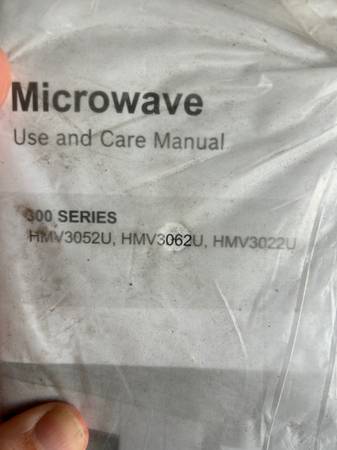 Microwave
Use and Care Manual
300 SERIES
HMV3052U, HMV3062U, HMV3022U